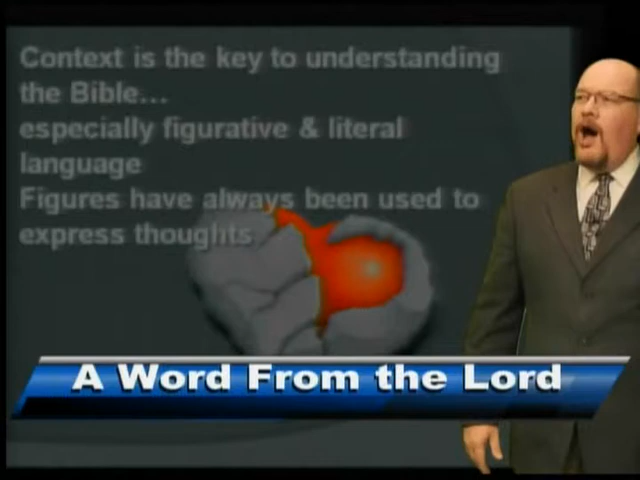 Context is the key to understanding
the Bible...
especially figurative & literal
language
Figures have always been used to
express thoughts
A Word From the Lord